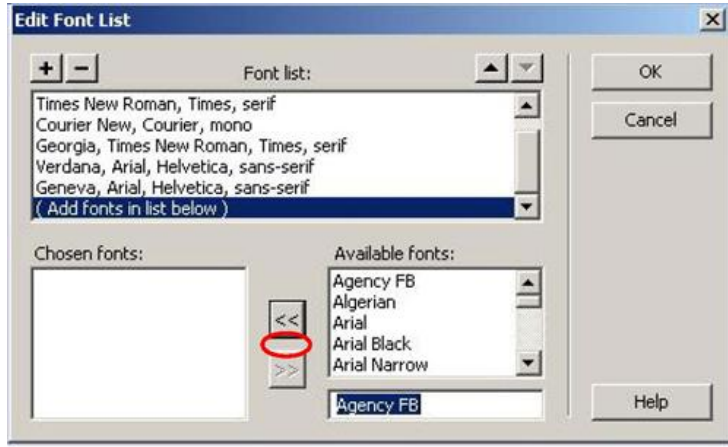 Edit Font List
+ - Font list: OK
Times New Roman, Times, serif
Courier New, Courier, mono
Georgia, Times New Roman, Times, serif
Verdana, Arial, Helvetica, sans-serif
Geneva, Arial, Helvetica, sans-serif
( Add fonts in list below )
Cancel
Chosen fonts:
<<
>>
Available fonts:
Agency FB
Algerian
Arial
Arial Black
Arial Narrow
Agency FB
Help